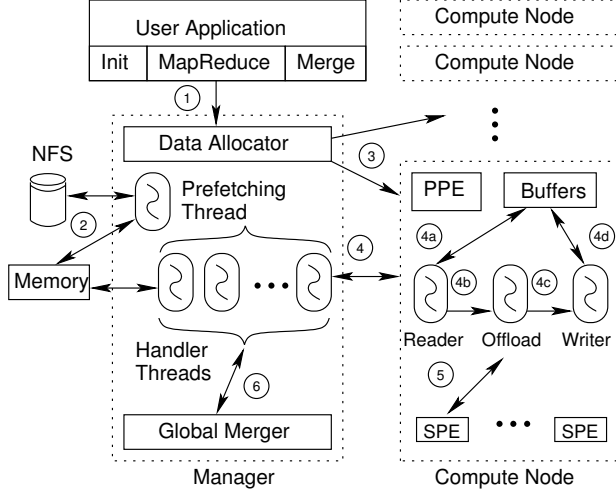 User Application
Init MapReduce Merge
Compute Node
Compute Node
1
Data Allocator
3
NFS
Prefetching
Thread
2
Memory
4
PPE Buffers
4a 4d
4b 4c
Reader Offload Writer
Handler
Threads
6
5
Global Merger
SPE SPE
Manager
Compute Node